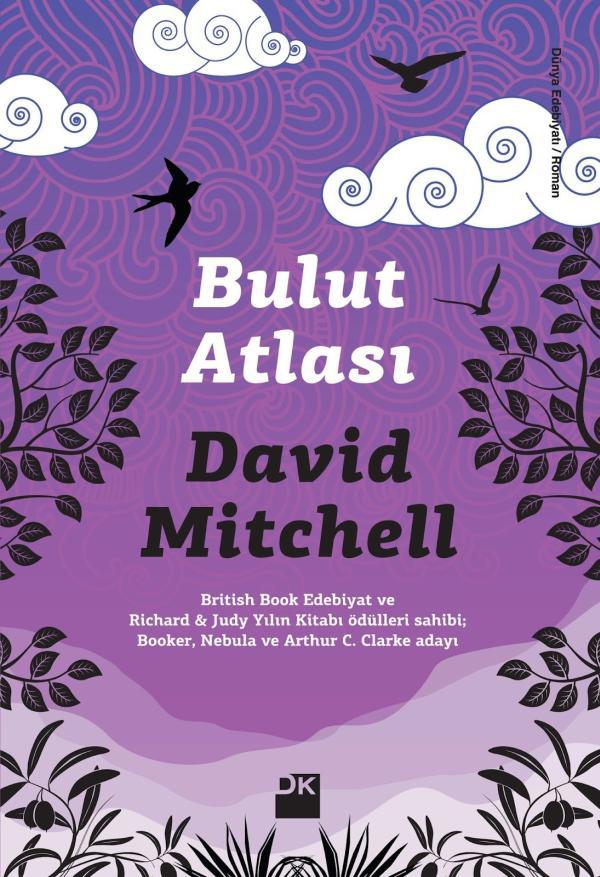 Dünya Edebiyatı / Roman
Bulut
Atlası
David
Mitchell
British Book Edebiyat ve
Richard & Judy Yılın Kitabı ödülleri sahibi;
Booker, Nebula ve Arthur C. Clarke adayı
DK